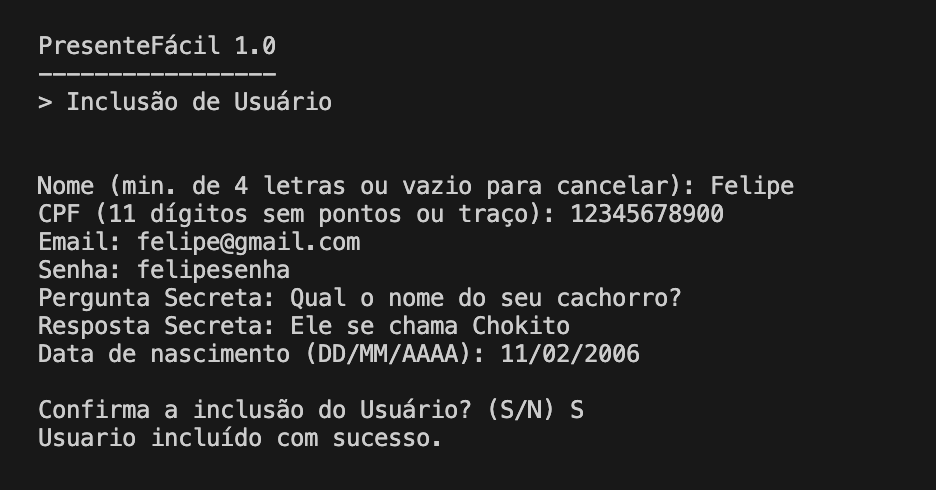 PresenteFácil 1.0
-----------------
> Inclusão de Usuário
Nome (min. de 4 letras ou vazio para cancelar): Felipe
CPF (11 dígitos sem pontos ou traço): 12345678900
Email: felipe@gmail.com
Senha: felipesenha
Pergunta Secreta: Qual o nome do seu cachorro?
Resposta Secreta: Ele se chama Chokito
Data de nascimento (DD/MM/AAAA): 11/02/2006
Confirma a inclusão do Usuário? (S/N) S
Usuario incluído com sucesso.